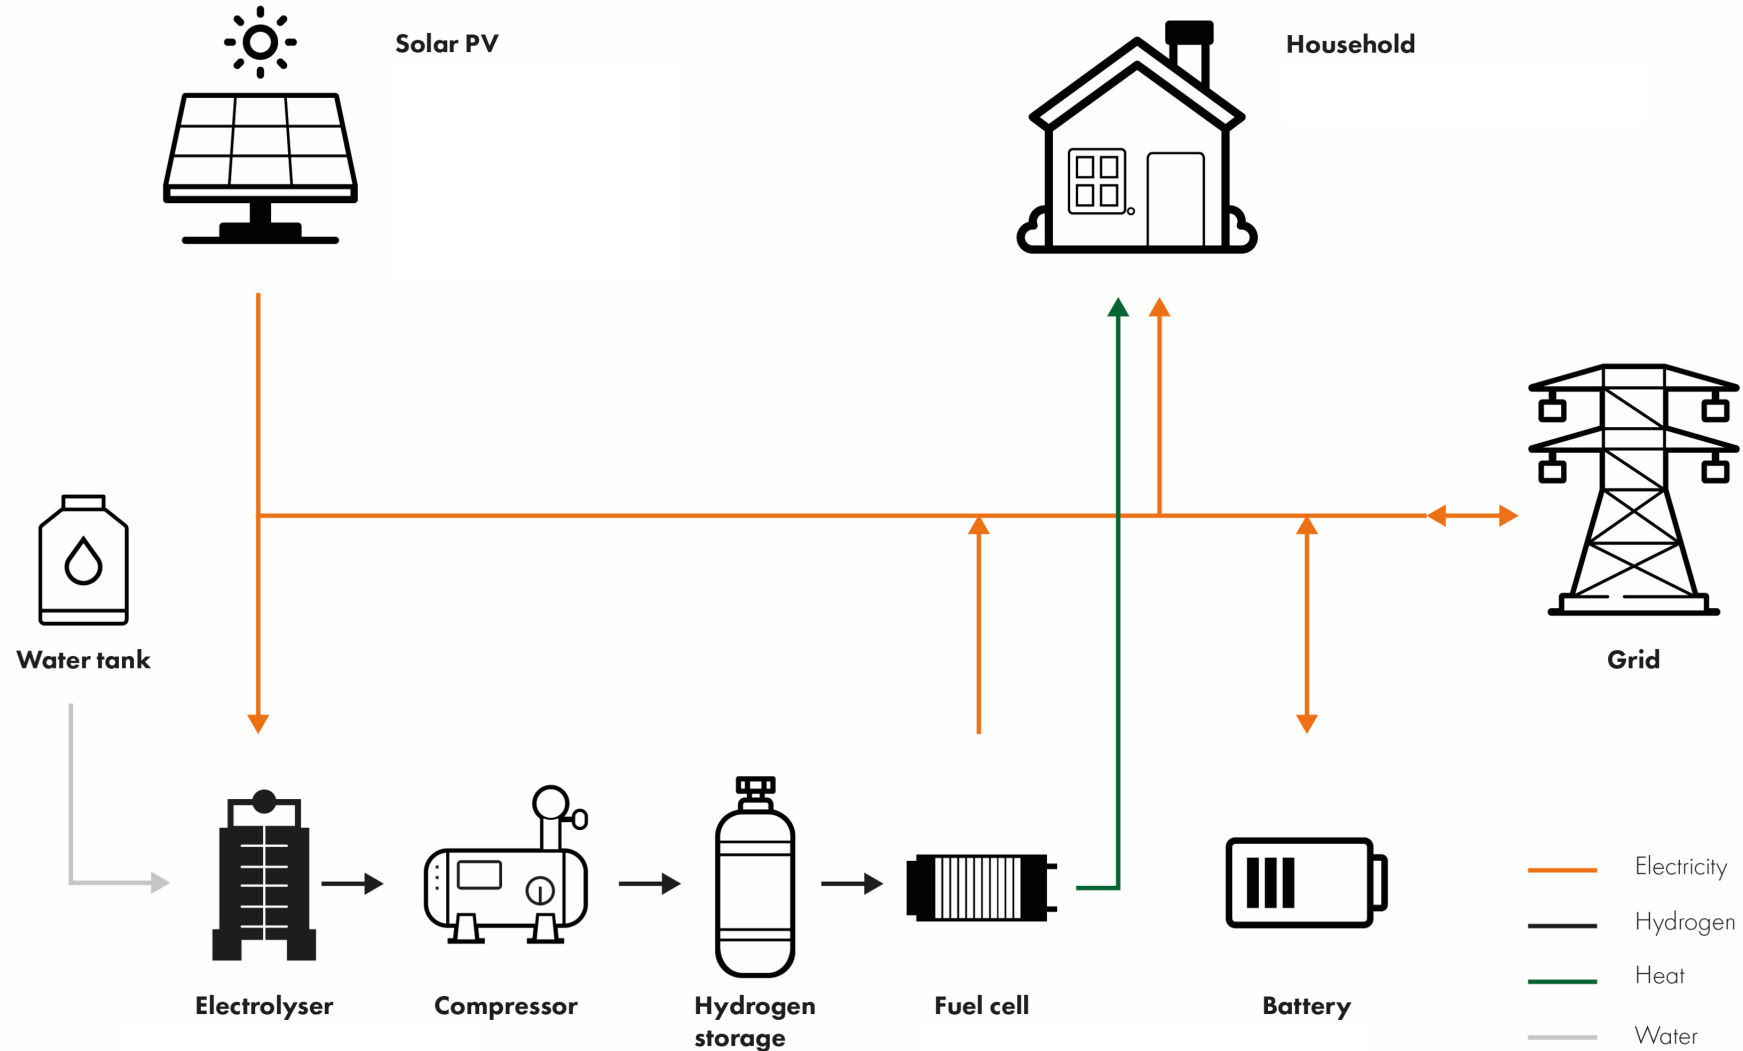 Solar PV
Household
Water tank
Grid
Electrolyser
Compressor
Hydrogen
storage
Fuel cell
Battery
Electricity
Hydrogen
Heat
Water